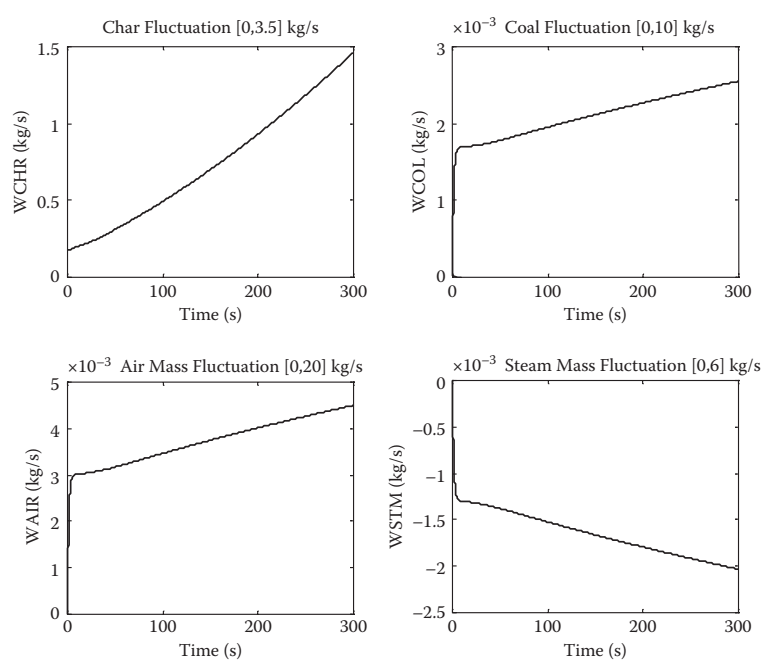 Char Fluctuation [0,3.5] kg/s
1.5
1
0.5
0
WCHR (kg/s)
0 100 200 300
Time (s)
×10−3 Coal Fluctuation [0,10] kg/s
3
2
1
0
WCOL (kg/s)
0 100 200 300
Time (s)
×10−3 Air Mass Fluctuation [0,20] kg/s
5
4
3
2
1
0
WAIR (kg/s)
0 100 200 300
Time (s)
×10−3 Steam Mass Fluctuation [0,6] kg/s
0
−0.5
−1
−1.5
−2
−2.5
WSTM (kg/s)
0 100 200 300
Time (s)